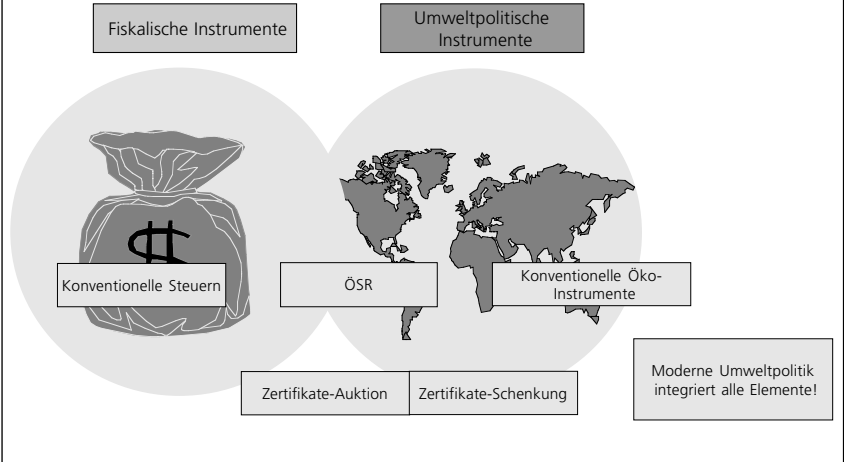 Fiskalische Instrumente
Umweltpolitische
Instrumente
$
Konventionelle Steuern
ÖSR
Konventionelle Öko-
Instrumente
Zertifikate-Auktion
Zertifikate-Schenkung
Moderne Umweltpolitik
integriert alle Elemente!